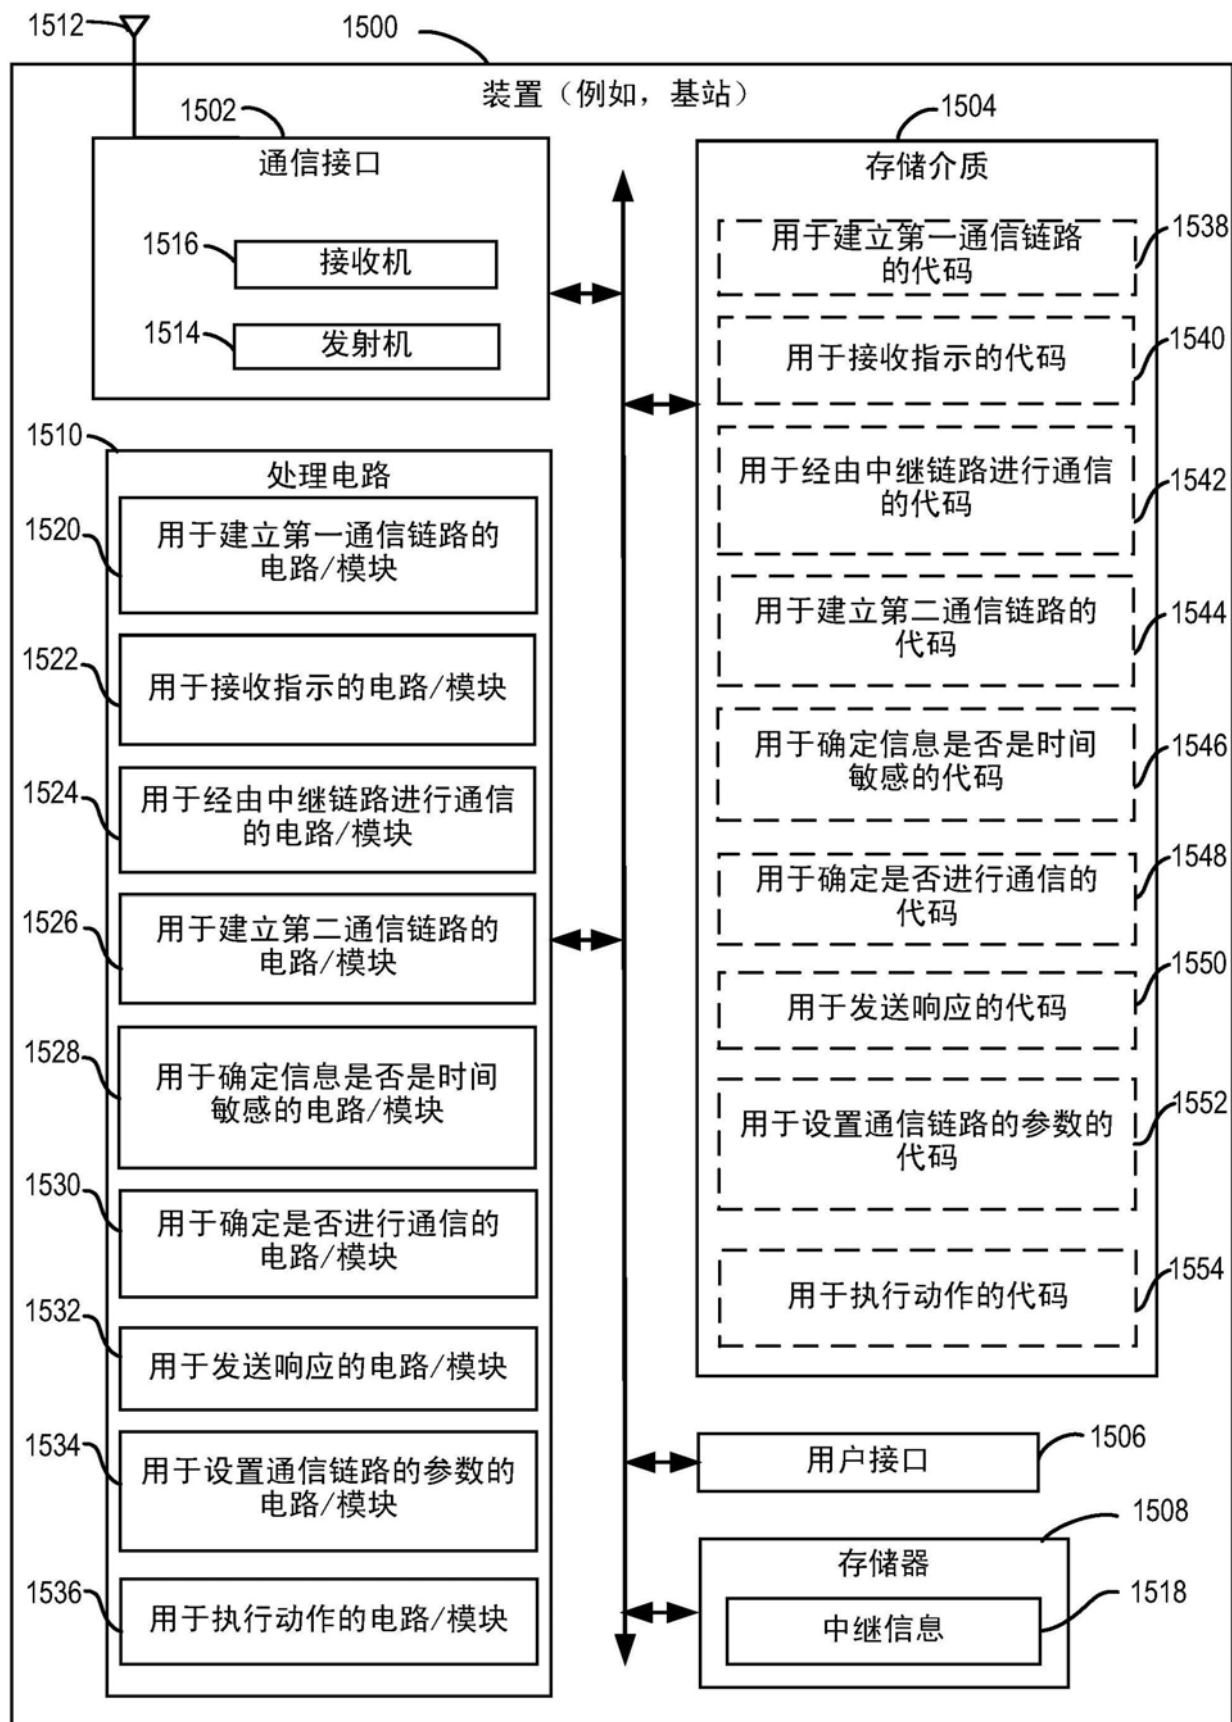 1512
1500
装置（例如，基站）
1502
通信接口
1516
接收机
1514
发射机
1510
处理电路
1520
用于建立第一通信链路的
电路/模块
1522
用于接收指示的电路/模块
1524
用于经由中继链路进行通信
的电路/模块
1526
用于建立第二通信链路的
电路/模块
1528
用于确定信息是否是时间
敏感的电路/模块
1530
用于确定是否进行通信的
电路/模块
1532
用于发送响应的电路/模块
1534
用于设置通信链路的参数的
电路/模块
1536
用于执行动作的电路/模块
1504
存储介质
用于建立第一通信链路
的代码
1538
用于接收指示的代码
1540
用于经由中继链路进行通信
的代码
1542
用于建立第二通信链路的
代码
1544
用于确定信息是否是时间
敏感的代码
1546
用于确定是否进行通信的
代码
1548
用于发送响应的代码
1550
用于设置通信链路的参数的
代码
1552
用于执行动作的代码
1554
用户接口
1506
1508
存储器
中继信息
1518